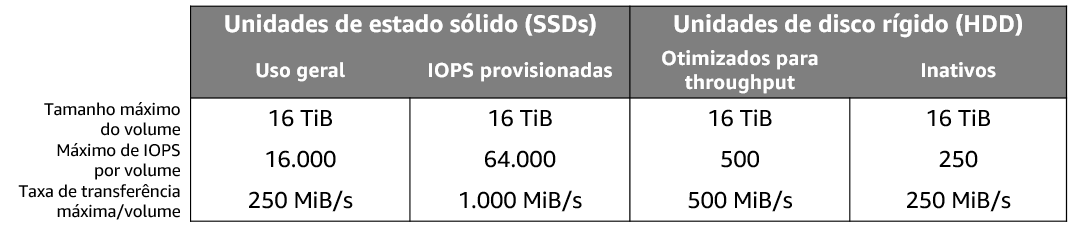 Unidades de estado sólido (SSDs) Unidades de disco rígido (HDD)
Uso geral IOPS provisionadas Otimizados para throughput Inativos
Tamanho máximo do volume 16 TiB 16 TiB 16 TiB 16 TiB
Máximo de IOPS por volume 16.000 64.000 500 250
Taxa de transferência máxima/volume 250 MiB/s 1.000 MiB/s 500 MiB/s 250 MiB/s